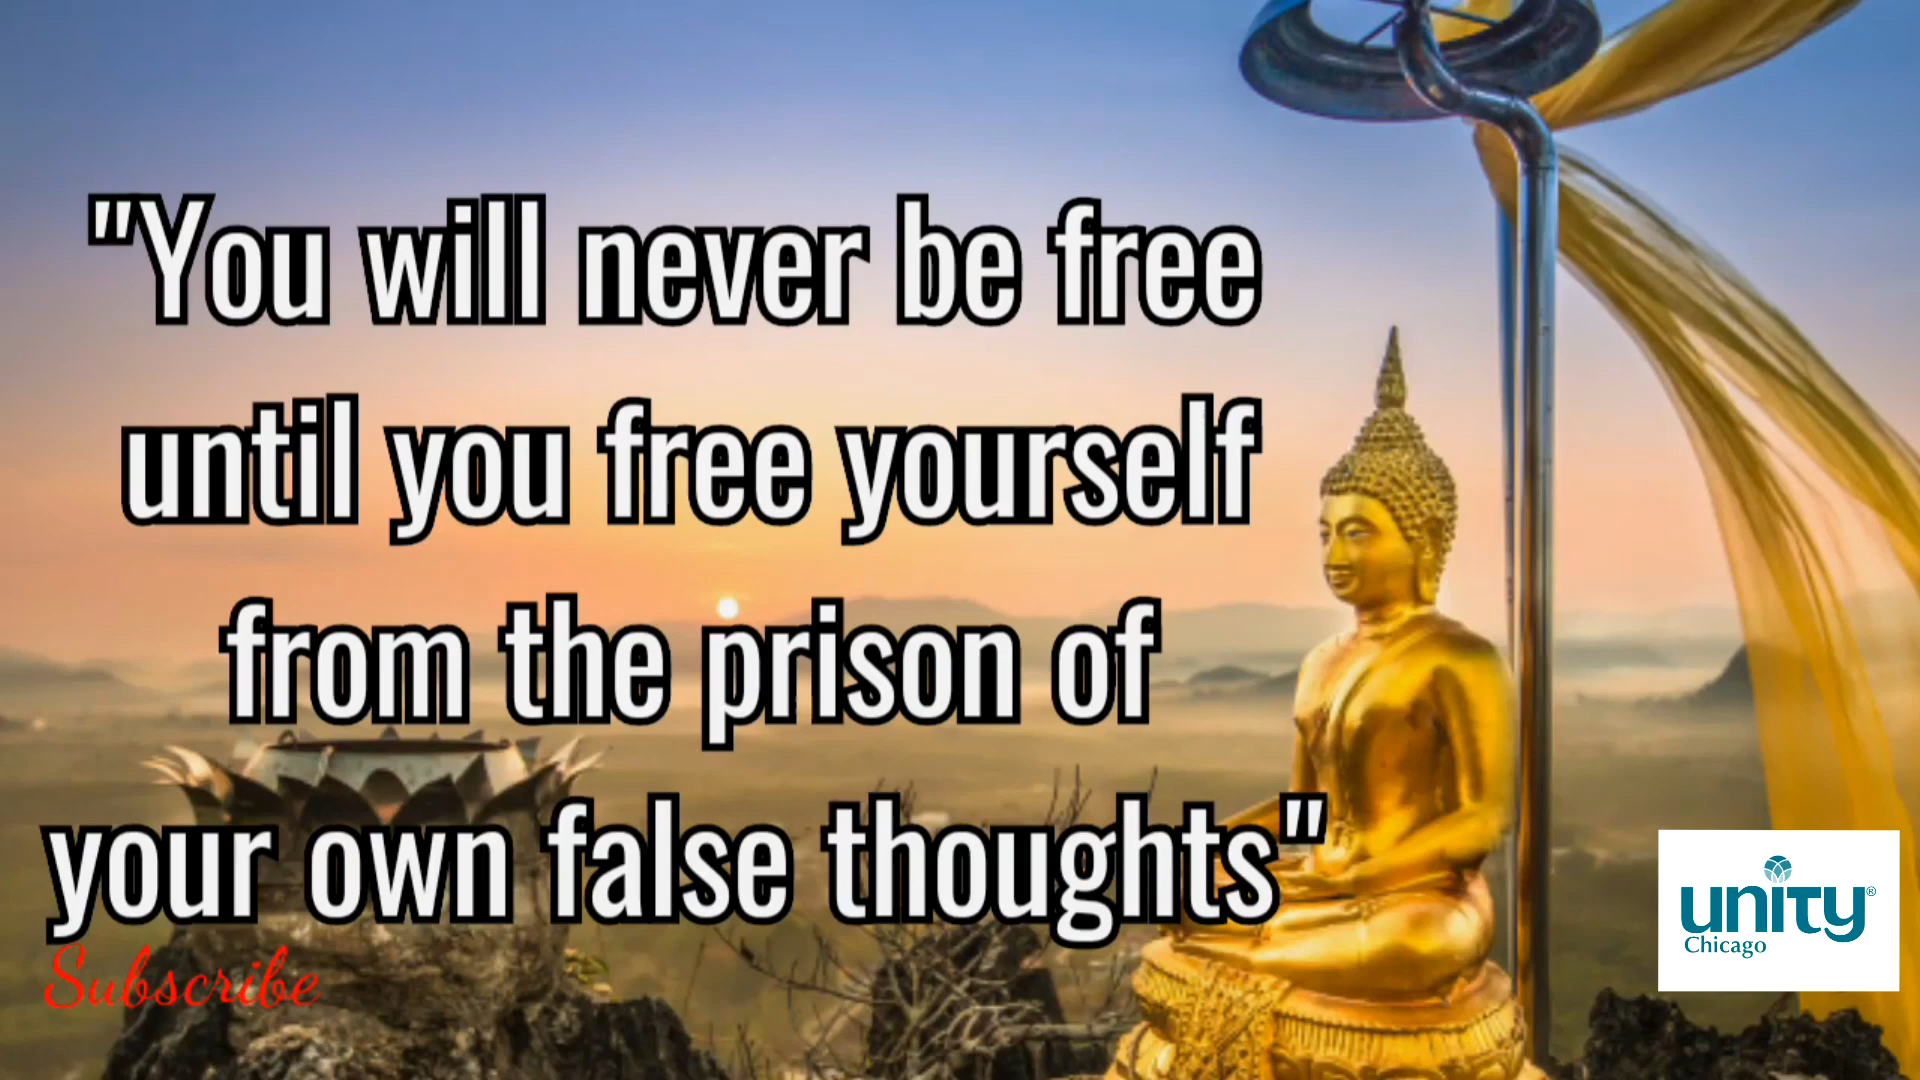 "You will never be free
until you free yourself
from the prison of
your own false thoughts"
Subscribe
unity®
Chicago